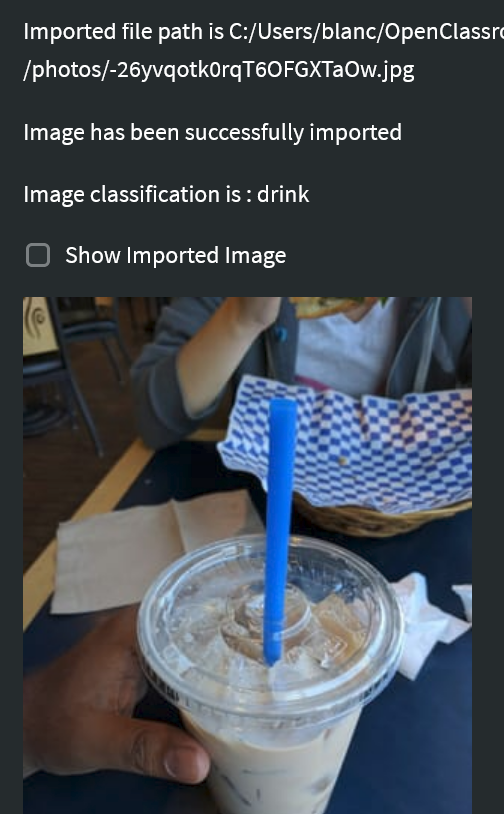 Imported file path is C:/Users/blanc/OpenClassro
/photos/-26yvqotk0rqT6OFGXTaOw.jpg
Image has been successfully imported
Image classification is : drink
Show Imported Image